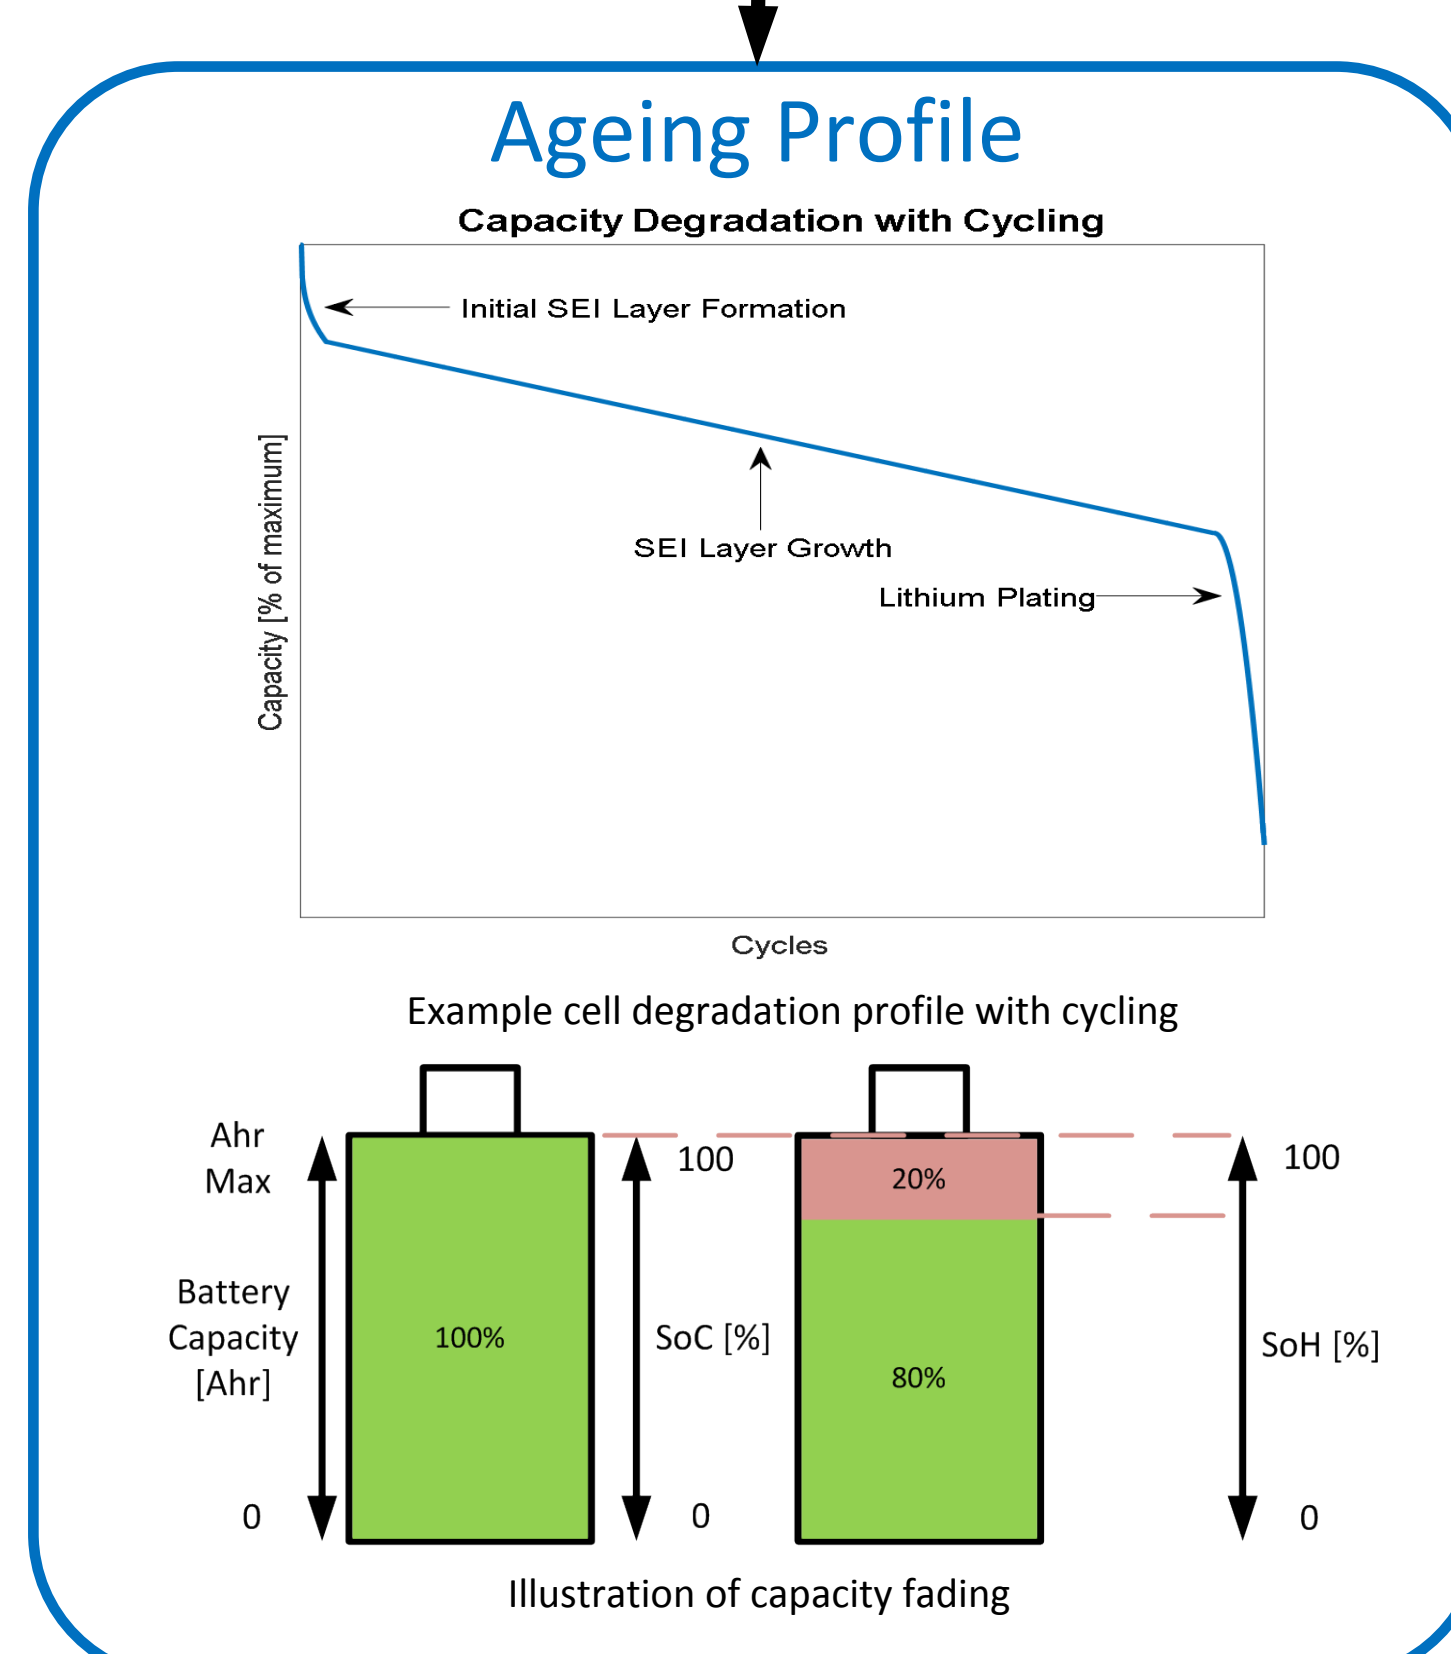 Ageing Profile
Capacity Degradation with Cycling
Initial SEI Layer Formation
SEI Layer Growth
Lithium Plating
Capacity [% of maximum]
Cycles
Example cell degradation profile with cycling
Ahr
Max
Battery
Capacity
[Ahr]
0
100%
100
SoC [%]
0
20%
80%
100
SoH [%]
0
Illustration of capacity fading